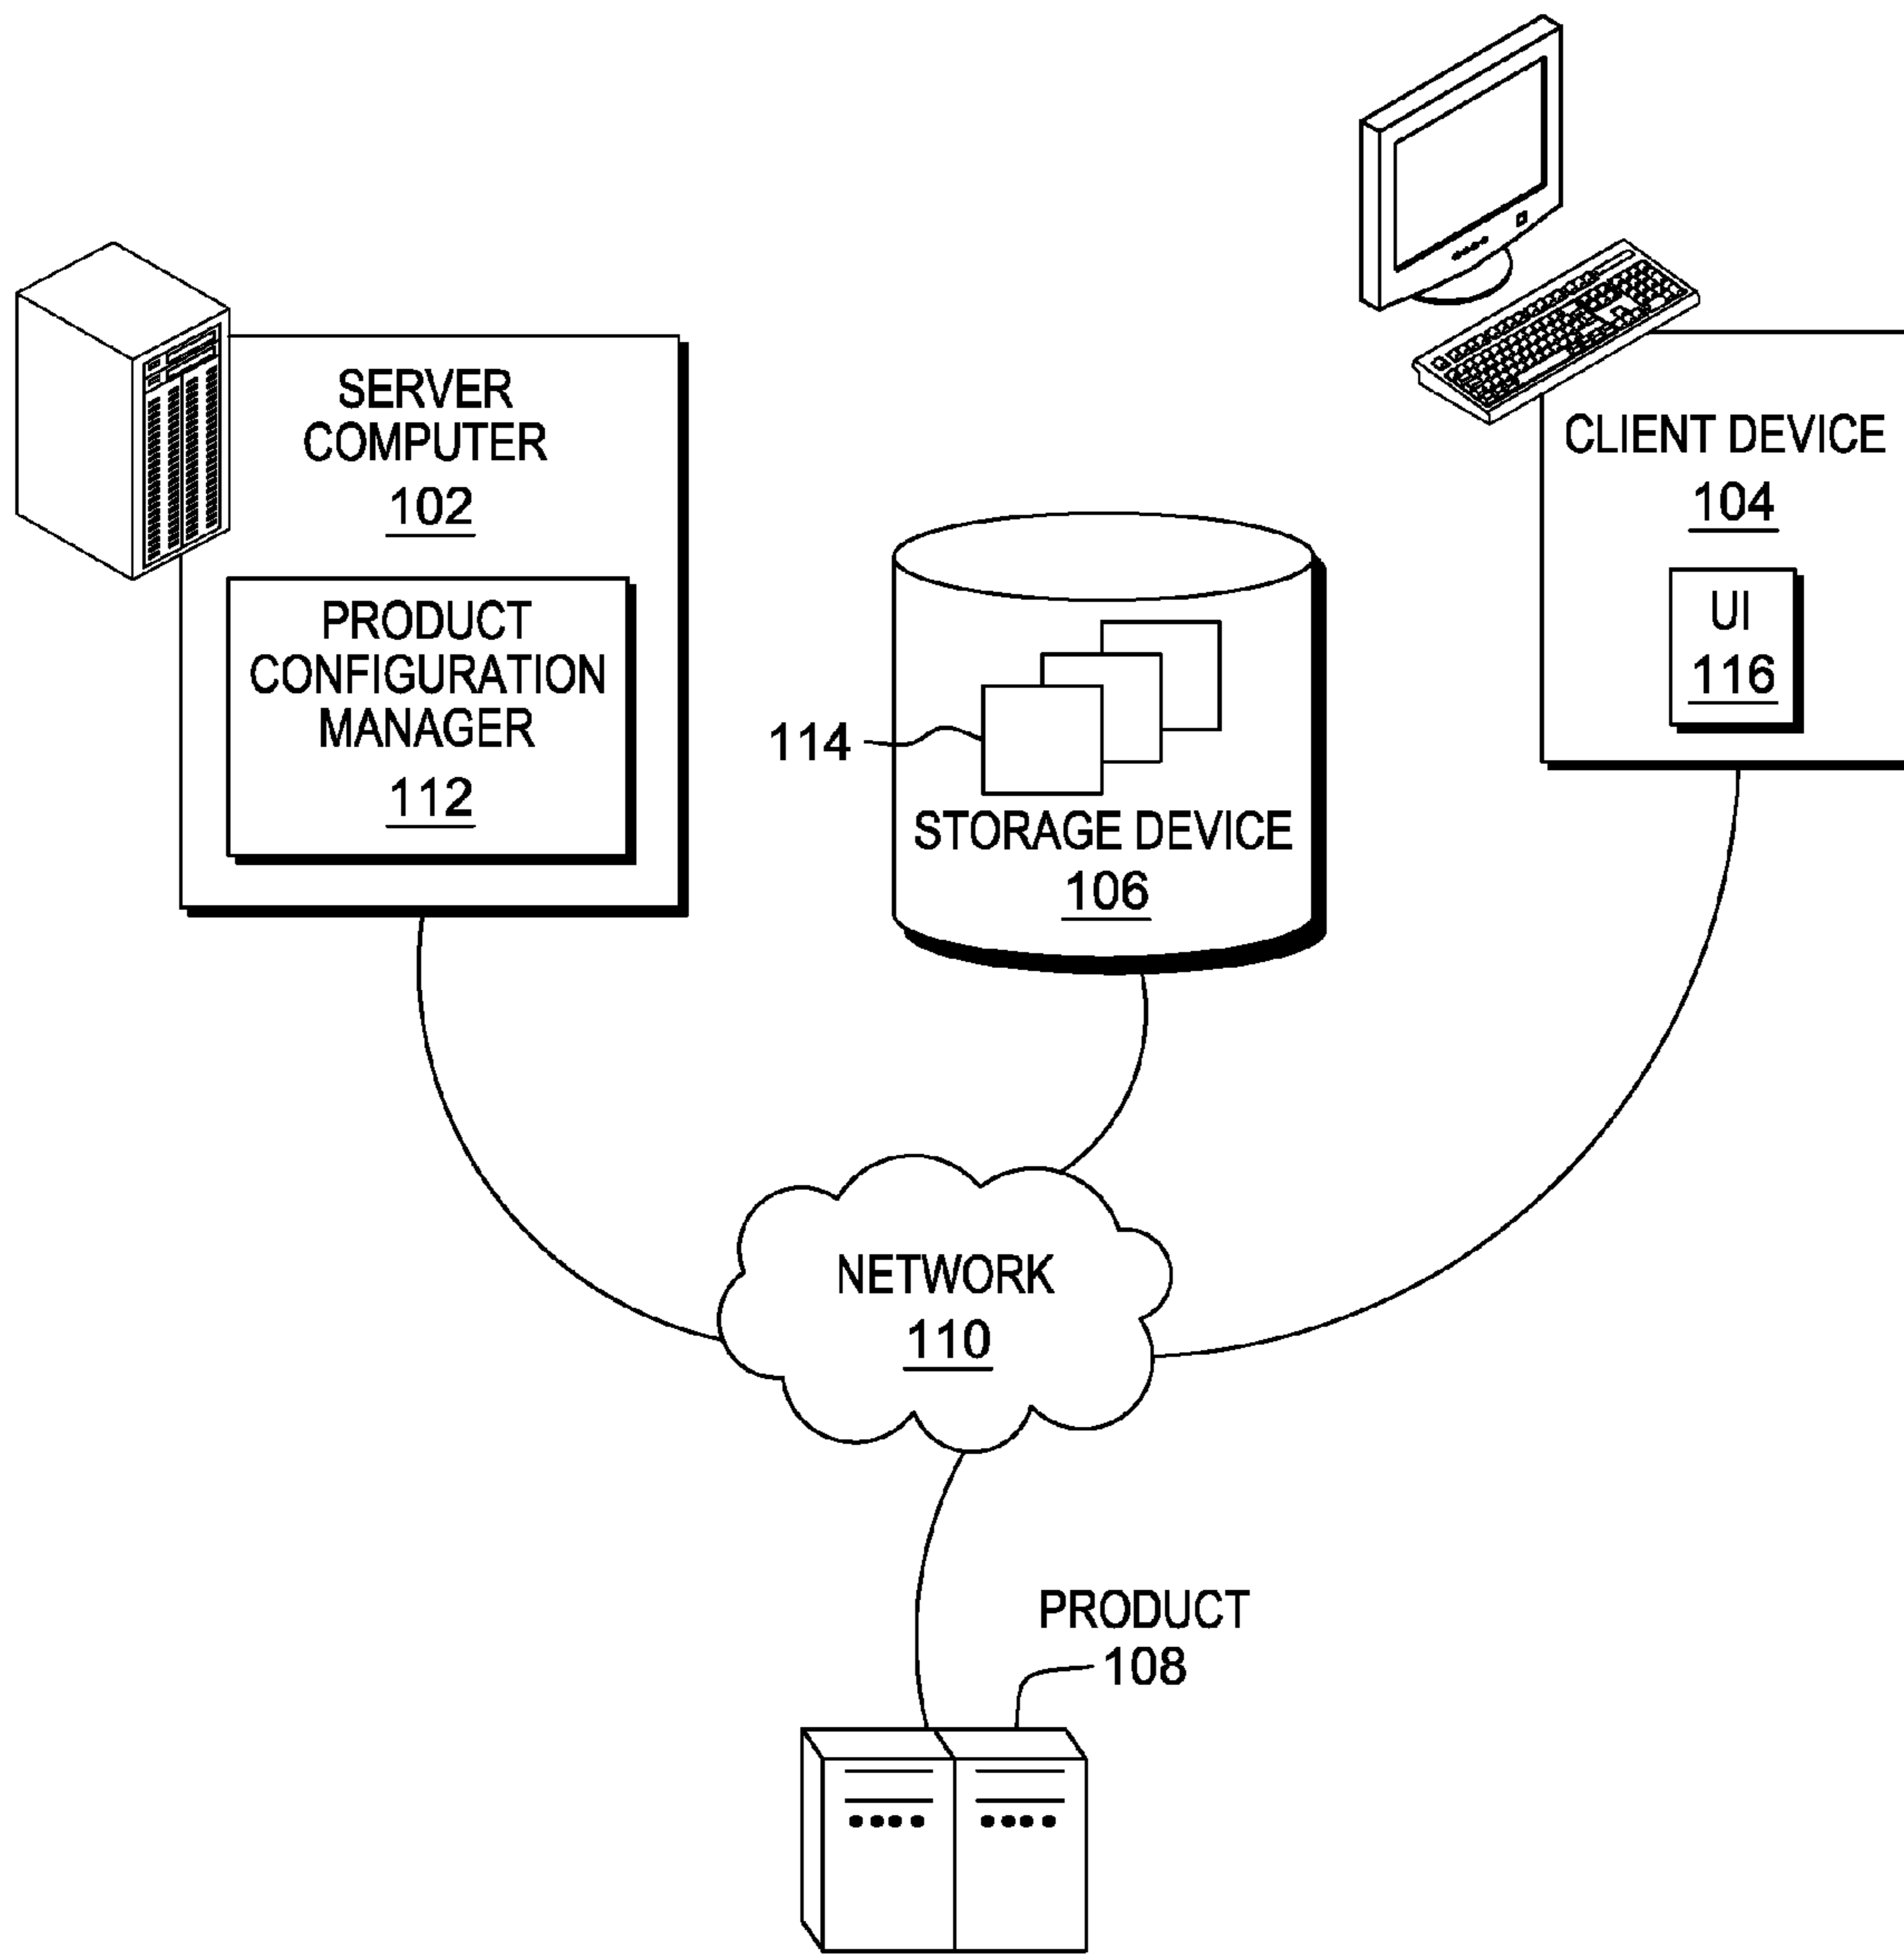 SERVER
COMPUTER
102
PRODUCT
CONFIGURATION
MANAGER
112
114
STORAGE DEVICE
106
CLIENT DEVICE
104
UI
116
NETWORK
110
PRODUCT
108